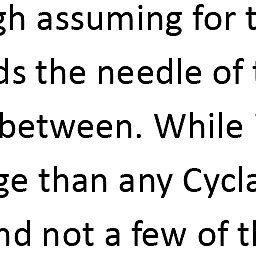 gh assuming for t
ds the needle of
between. While
ge than any Cycla
nd not a few of th